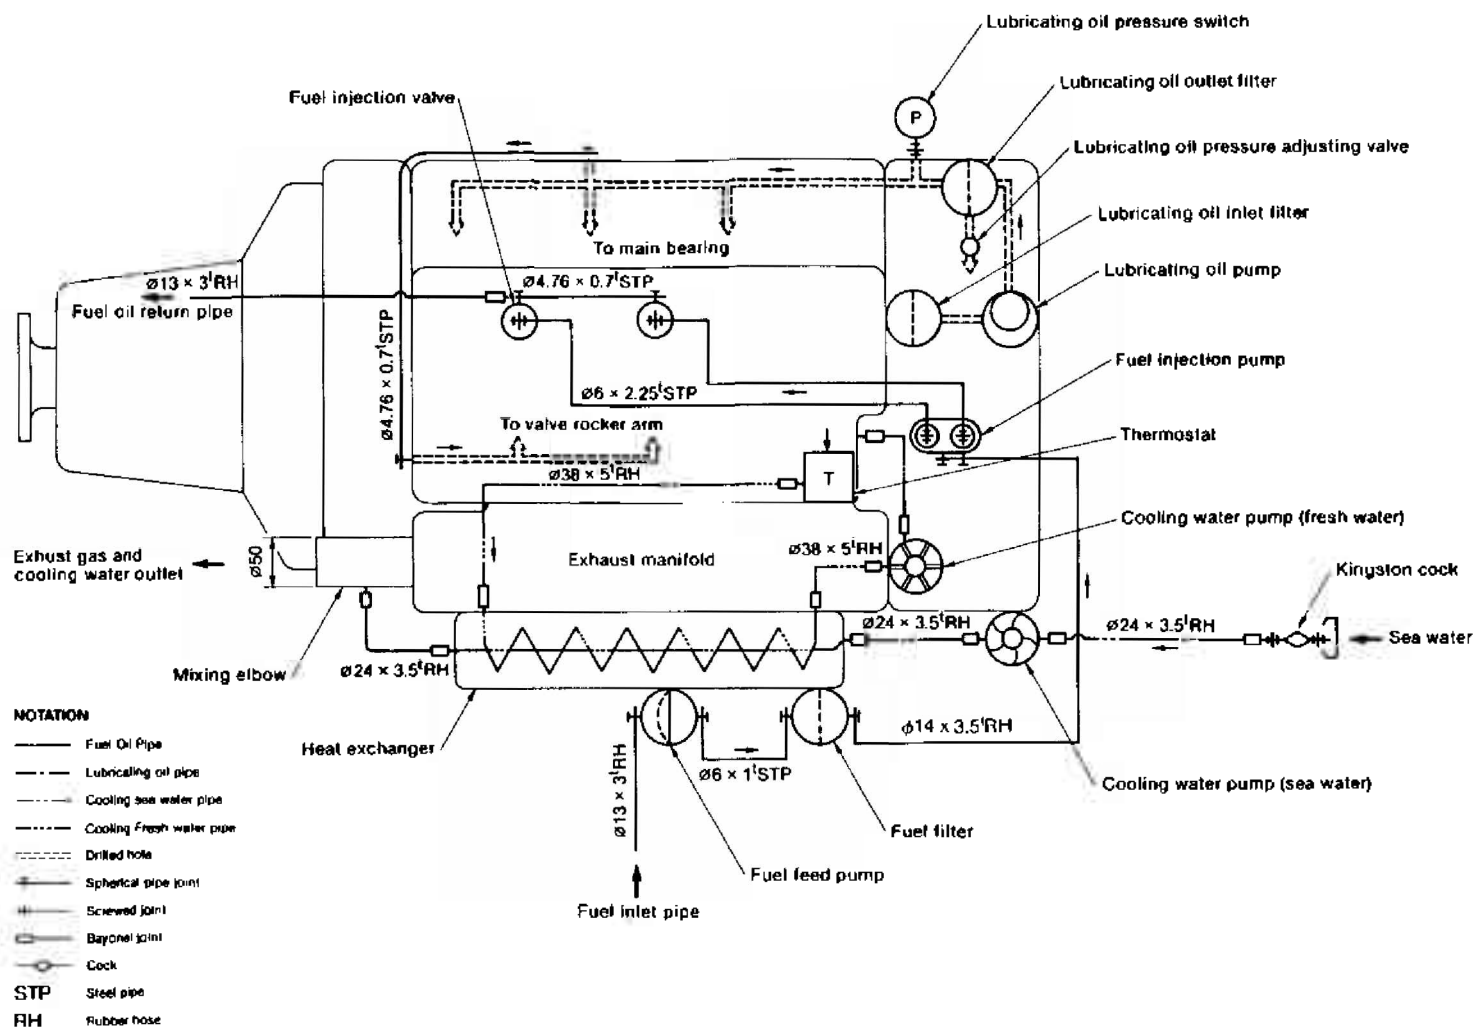 Lubricating oil pressure switch
Lubricating oil outlet filter
Fuel injection valve
P
Lubricating oil pressure adjusting valve
Lubricating oil inlet filter
To main bearing
Lubricating oil pump
Ø13 × 3ᵗRH
Ø4.76 × 0.7ᵗSTP
Fuel oil return pipe
Fuel injection pump
Ø4.76 × 0.7ᵗSTP
Ø6 × 2.25ᵗSTP
To valve rocker arm
Thermostat
Ø38 × 5ᵗRH
T
Cooling water pump (fresh water)
Exhust gas and
cooling water outlet
Ø50
Exhaust manifold
Ø38 × 5ᵗRH
Kingston cock
Ø24 × 3.5ᵗRH
Ø24 × 3.5ᵗRH
Sea water
Mixing elbow
Ø24 × 3.5ᵗRH
Heat exchanger
ϕ14 × 3.5ᵗRH
Ø6 × 1ᵗSTP
Ø13 × 3ᵗRH
Cooling water pump (sea water)
Fuel filter
Fuel feed pump
Fuel inlet pipe
NOTATION
Fuel Oil Pipe
Lubricating oil pipe
Cooling sea water pipe
Cooling Fresh water pipe
Drilled hole
Spherical pipe joint
Screwed joint
Bayonel joint
Cock
STP Steel pipe
RH Rubber hose